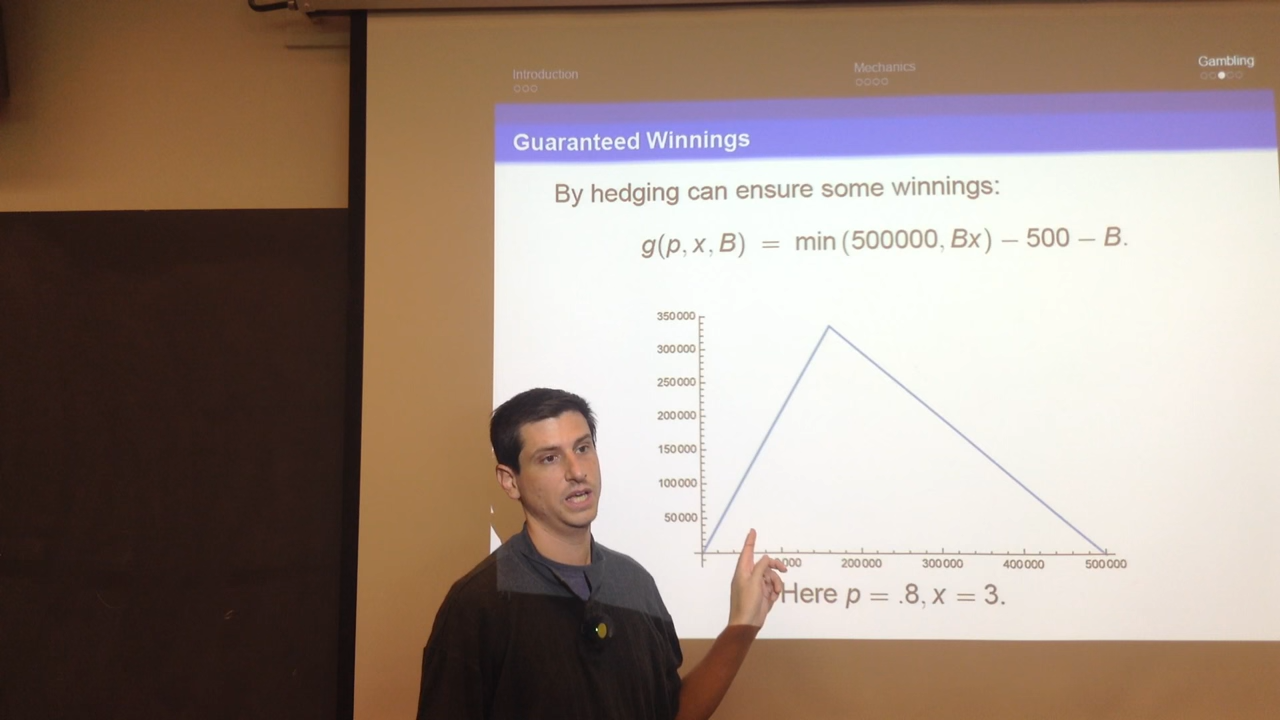 Introduction
Mechanics
Gambling
Guaranteed Winnings
By hedging can ensure some winnings:
g(p, x, B) = min (500000, Bx) − 500 − B.
350000
300000
250000
200000
150000
100000
50000
200000
300000
400000
500000
Here p = .8, x = 3.